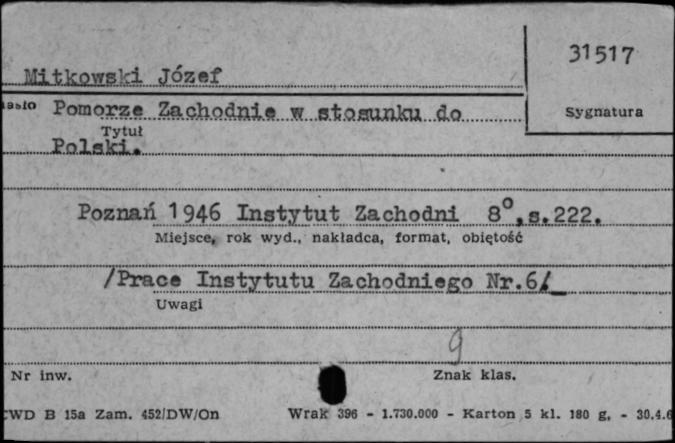 31517
Mitkowski Józef
asło Pomorze Zachodnie w stosunku do
Sygnatura
Tytuł
Polski.
Poznań 1946 Instytut Zachodni 8°, s.222.
Miejsce, rok wyd., nakładca, format, objętość
/Prace Instytutu Zachodniego Nr.6/
Uwagi
9
Nr inw.
Znak klas.
CWD B 15a Zam. 452/DW/On Wrak 396 - 1.730.000 - Karton 5 kl. 180 g. - 30.4.6